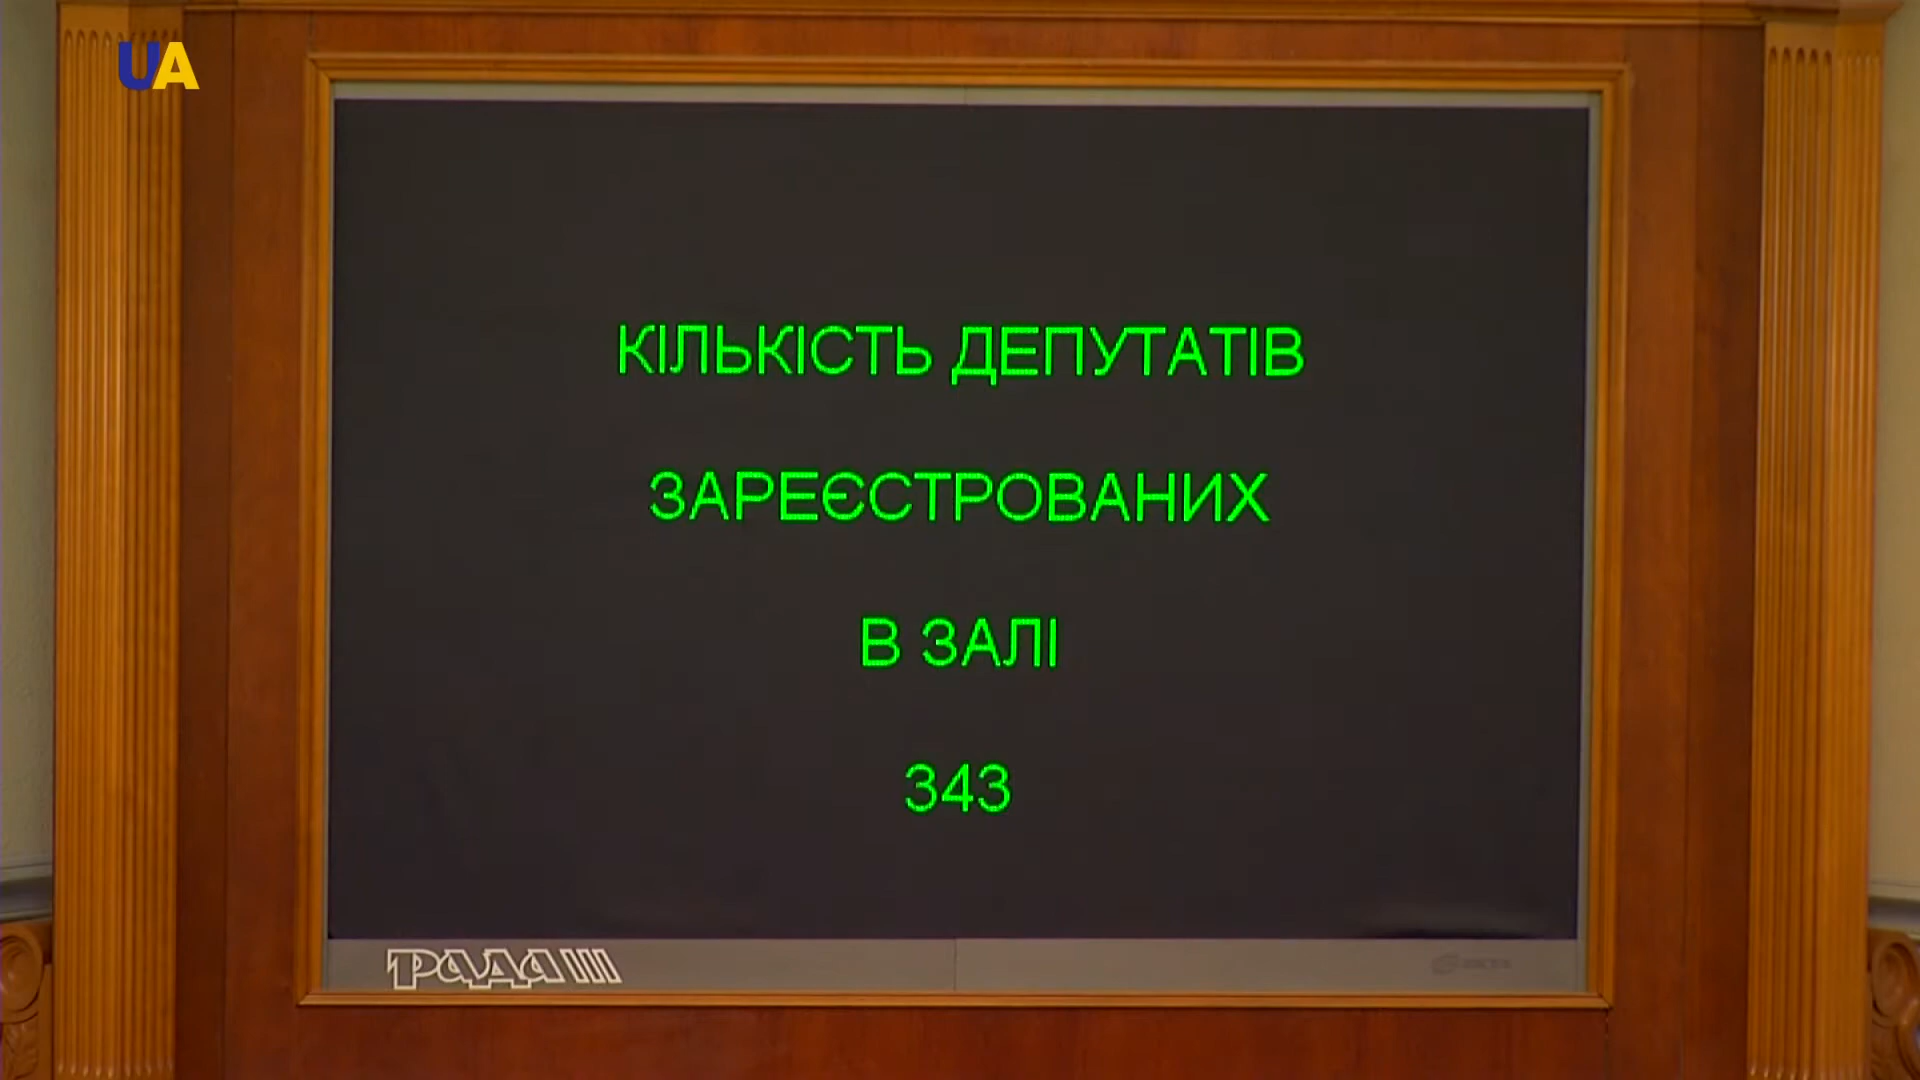 UA
КІЛЬКІСТЬ ДЕПУТАТІВ
ЗАРЕЄСТРОВАНИХ
В ЗАЛІ
343
РАДА III